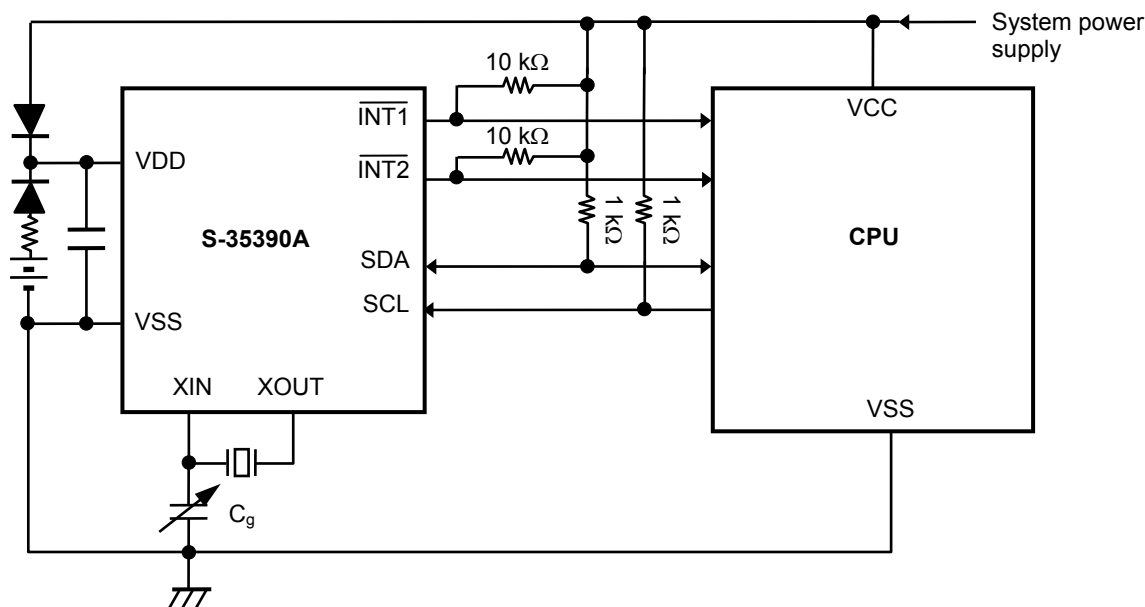 System power
supply
10 kΩ
INT1
VCC
VDD
10 kΩ
INT2
S-35390A
1 kΩ
1 kΩ
CPU
SDA
SCL
VSS
XIN XOUT
VSS
Cg